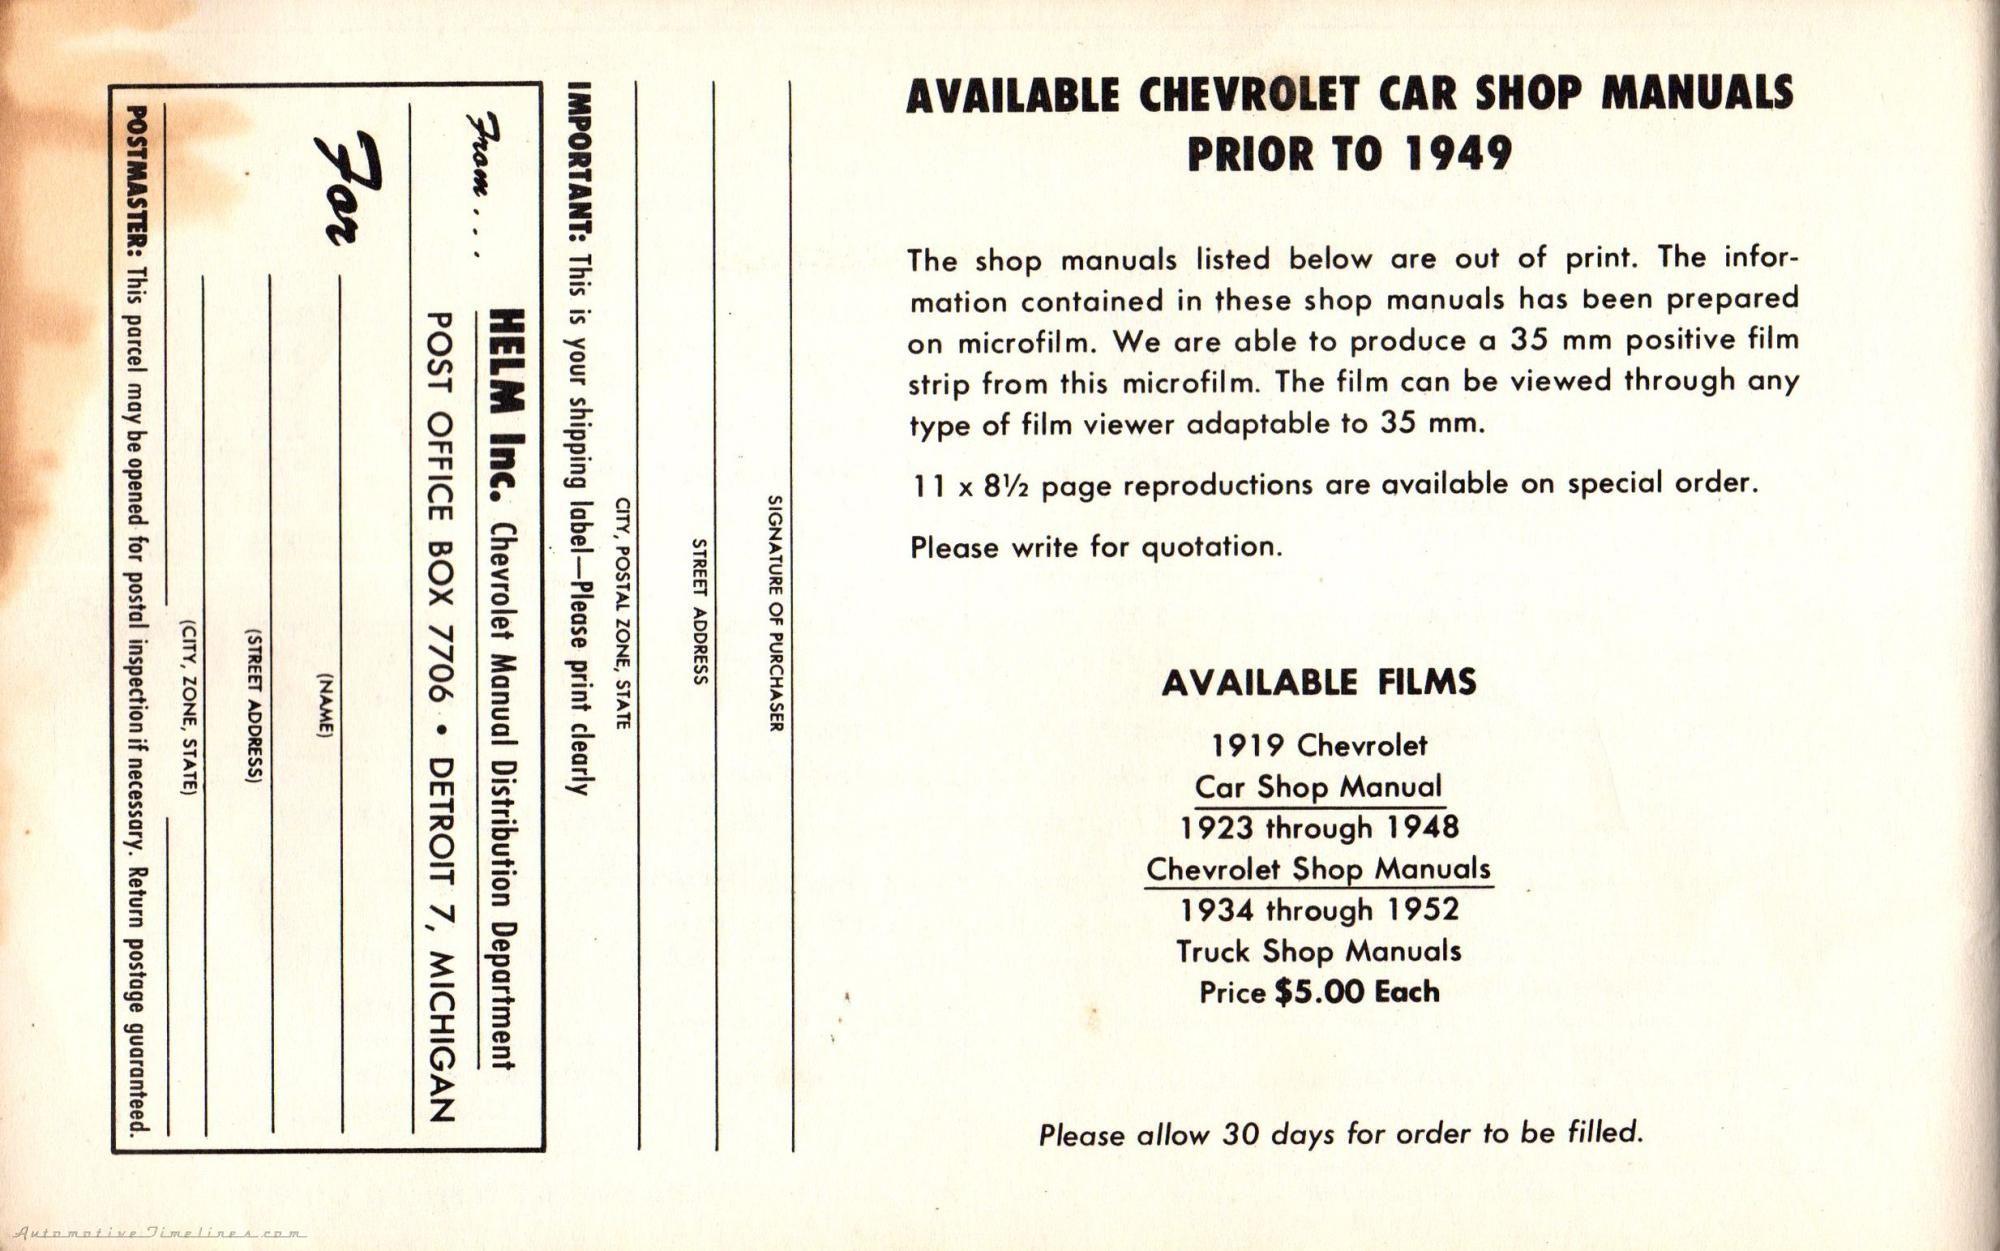 AVAILABLE CHEVROLET CAR SHOP MANUALS
PRIOR TO 1949
The shop manuals listed below are out of print. The infor-
mation contained in these shop manuals has been prepared
on microfilm. We are able to produce a 35 mm positive film
strip from this microfilm. The film can be viewed through any
type of film viewer adaptable to 35 mm.
11 x 8½ page reproductions are available on special order.
Please write for quotation.
AVAILABLE FILMS
1919 Chevrolet
Car Shop Manual
1923 through 1948
Chevrolet Shop Manuals
1934 through 1952
Truck Shop Manuals
Price $5.00 Each
Please allow 30 days for order to be filled.
SIGNATURE OF PURCHASER
STREET ADDRESS
CITY, POSTAL ZONE, STATE
IMPORTANT: This is your shipping label—Please print clearly
From . . . HELM Inc. Chevrolet Manual Distribution Department
POST OFFICE BOX 7706 • DETROIT 7, MICHIGAN
For
(NAME)
(STREET ADDRESS)
(CITY, ZONE, STATE)
POSTMASTER: This parcel may be opened for postal inspection if necessary. Return postage guaranteed.
AutomotiveTimelines.com